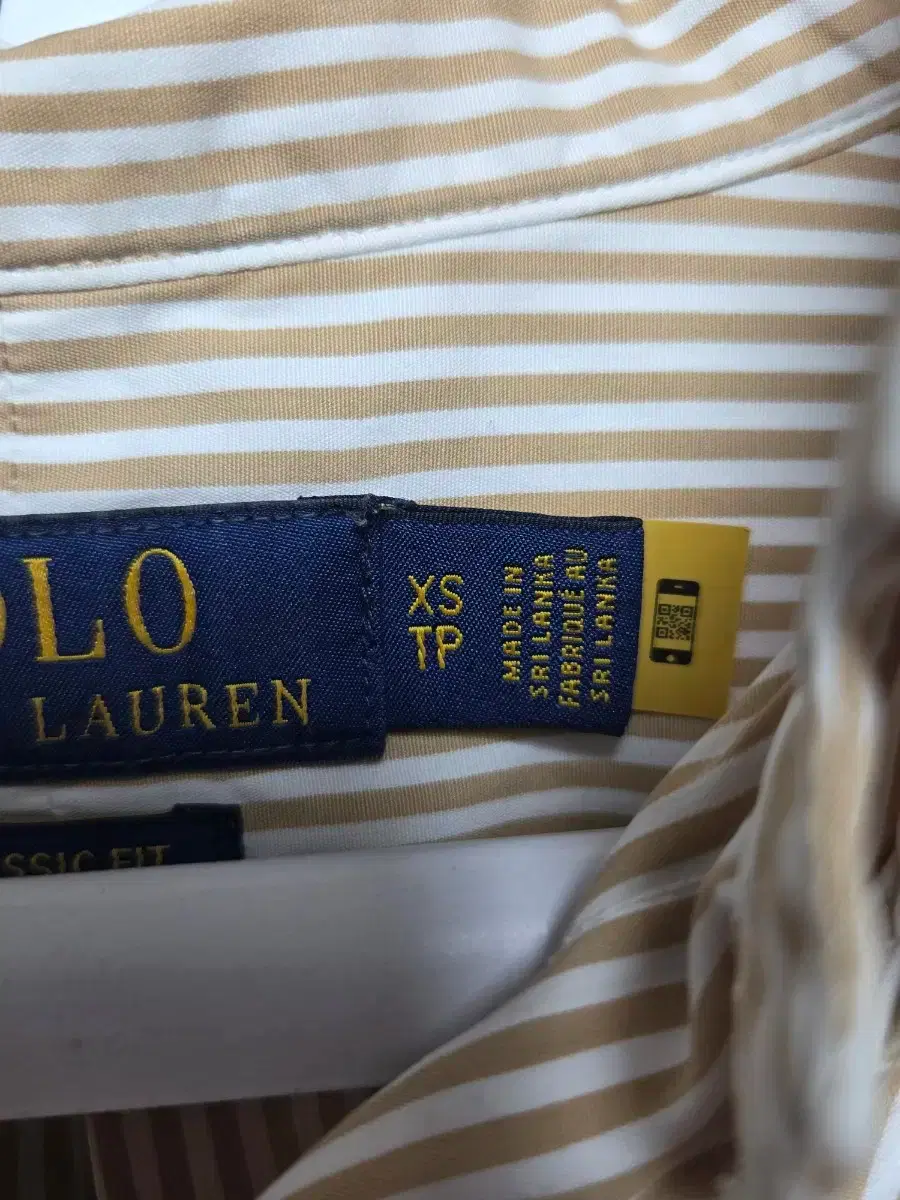 OLO
LAUREN
XS
TP
MADE IN
SRI LANKA
FABRIQUÉ AU
SRI LANKA
SSIC FIT